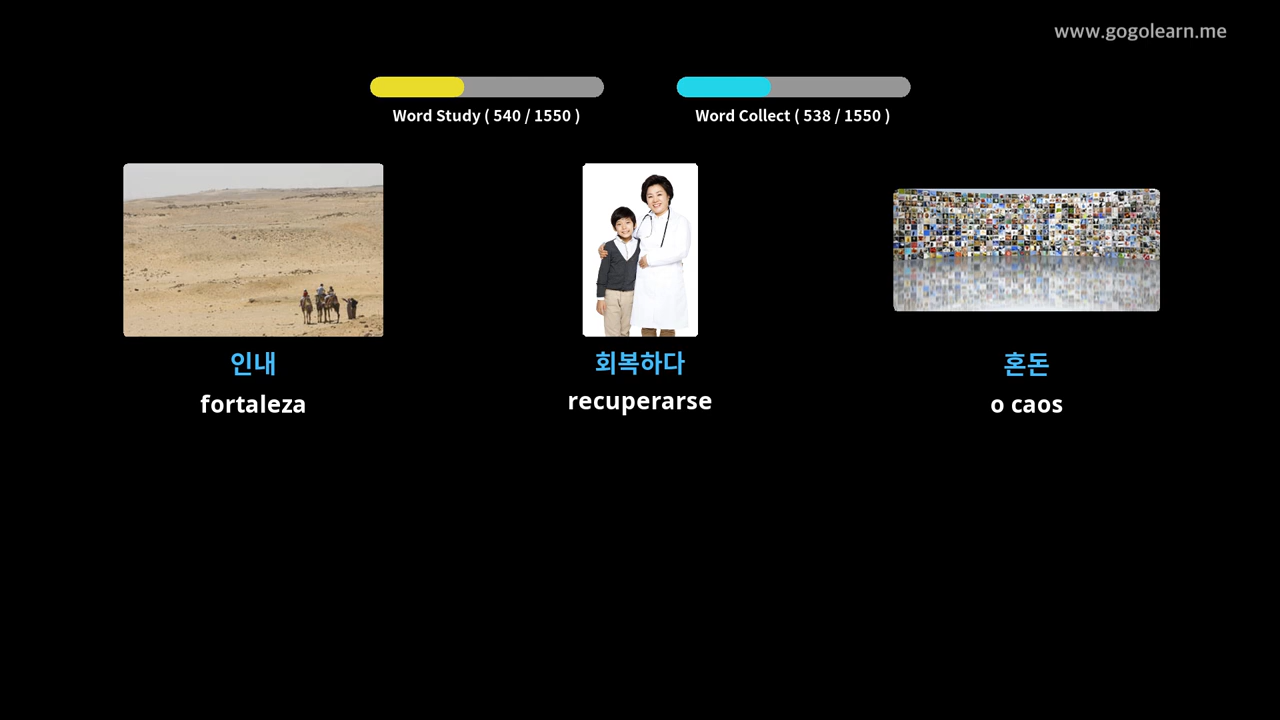 www.gogolearn.me
Word Study ( 540 / 1550 )
Word Collect ( 538 / 1550 )
인내
fortaleza
회복하다
recuperarse
혼돈
o caos